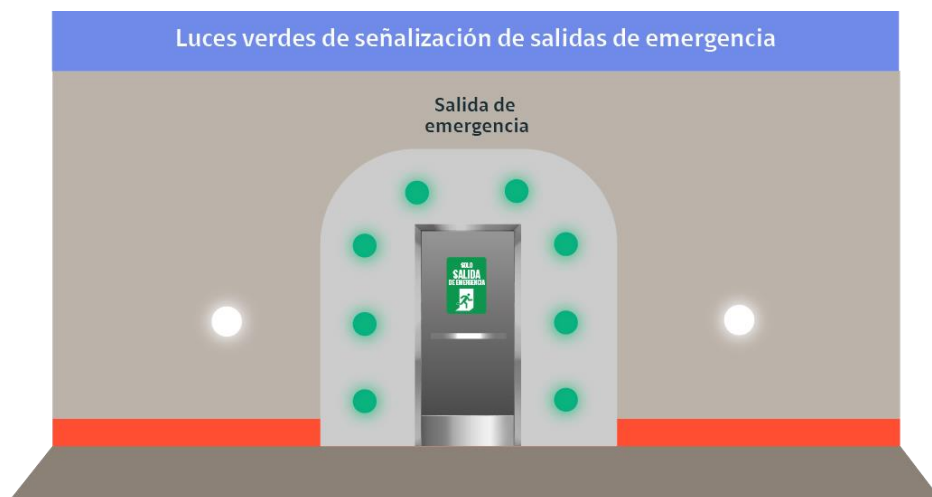 Luces verdes de señalización de salidas de emergencia
Salida de
emergencia
SOLO
SALIDA
DE EMERGENCIA